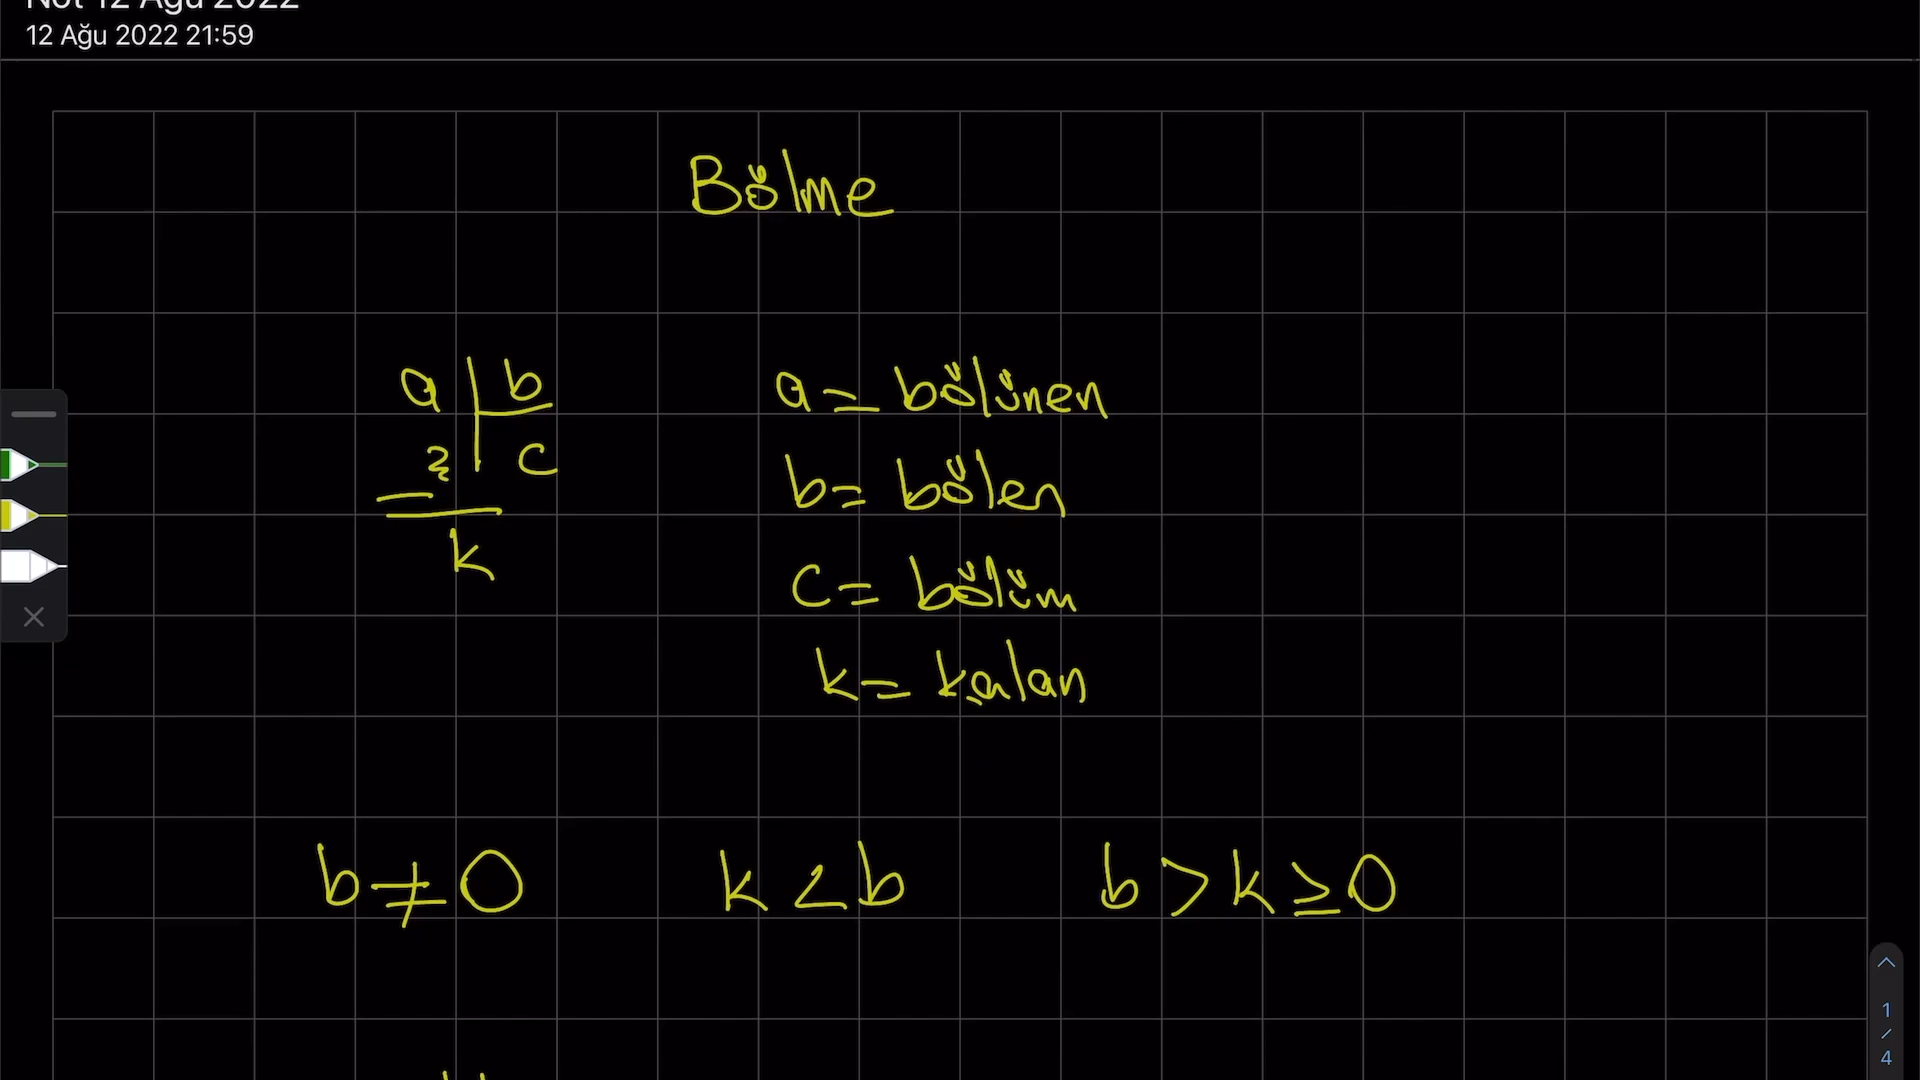 12 Ağu 2022 21:59
Bölme
a b
c
k
a = bölünen
b = bölen
c = bölüm
k = kalan
b ≠ 0 k < b b > k ≥ 0
1
/
4